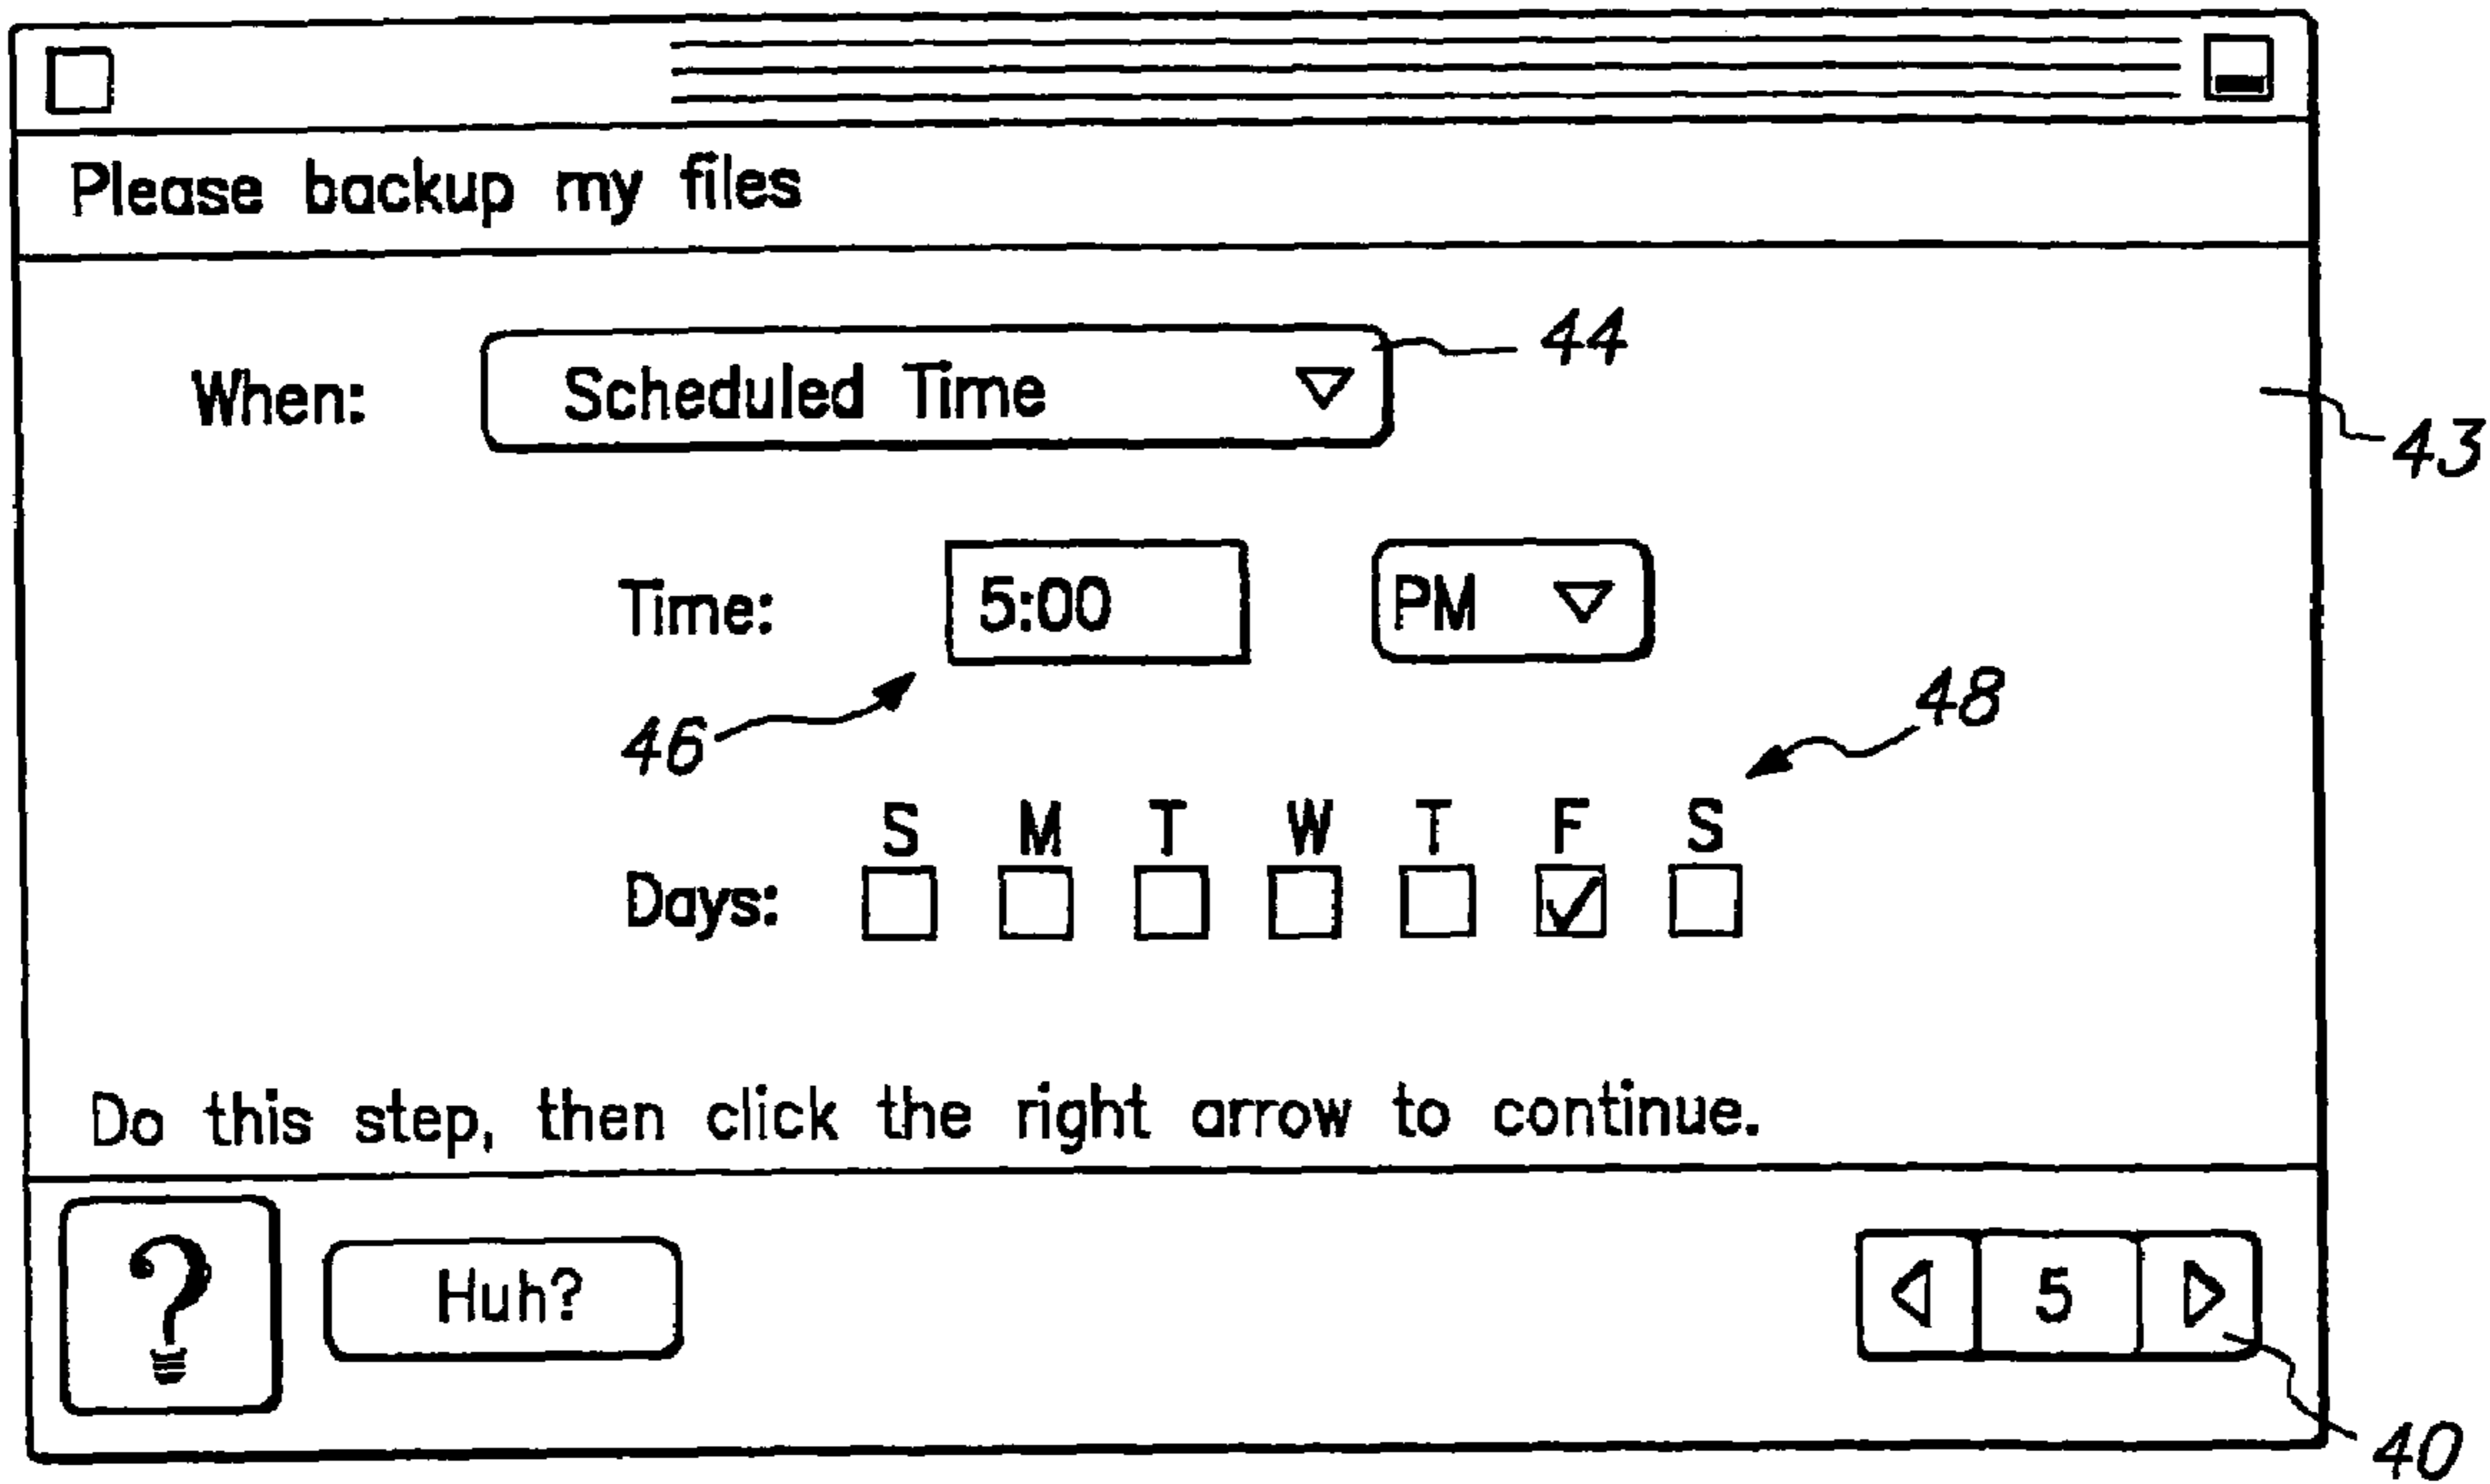 Please backup my files
When: Scheduled Time 44
43
Time: 5:00 PM
46 48
S M T W T F S
Days:
Do this step, then click the right arrow to continue.
? Huh? 5
40